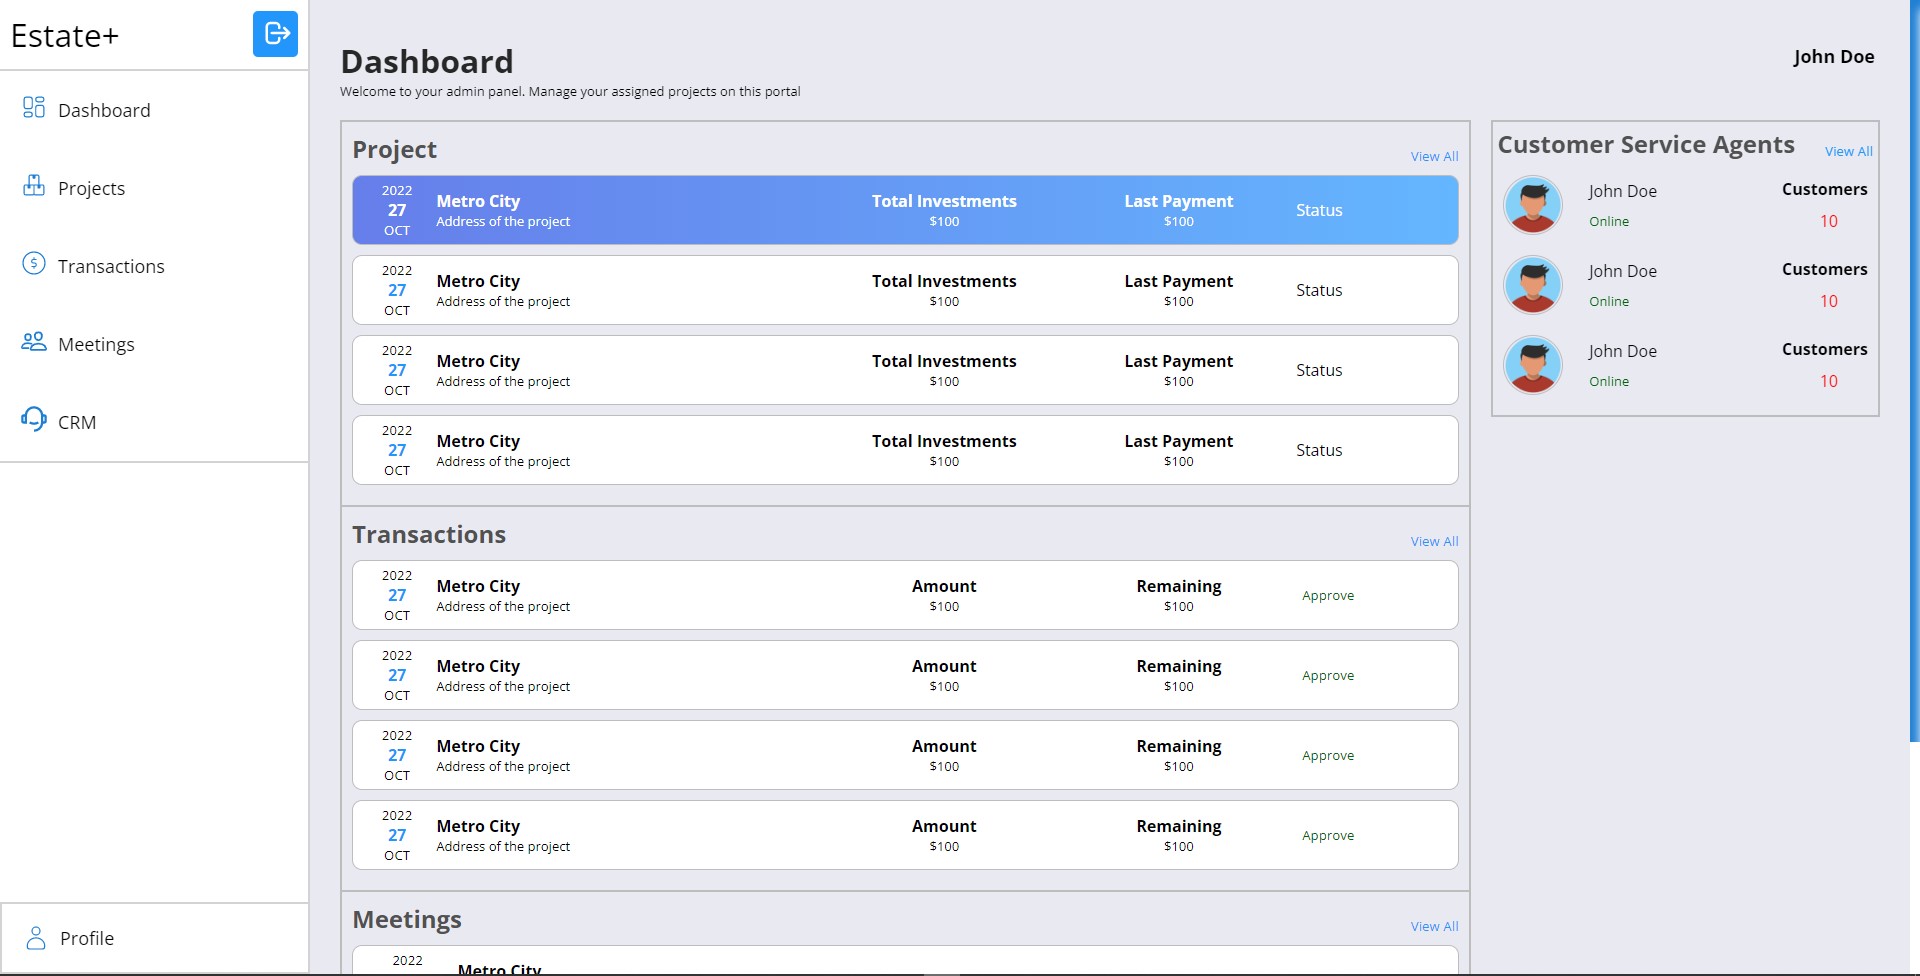 Estate+
Dashboard
Projects
Transactions
Meetings
CRM
Profile
Dashboard
Welcome to your admin panel. Manage your assigned projects on this portal
John Doe
Project
View All
2022
27
OCT
Metro City
Address of the project
Total Investments
$100
Last Payment
$100
Status
2022
27
OCT
Metro City
Address of the project
Total Investments
$100
Last Payment
$100
Status
2022
27
OCT
Metro City
Address of the project
Total Investments
$100
Last Payment
$100
Status
2022
27
OCT
Metro City
Address of the project
Total Investments
$100
Last Payment
$100
Status
Transactions
View All
2022
27
OCT
Metro City
Address of the project
Amount
$100
Remaining
$100
Approve
2022
27
OCT
Metro City
Address of the project
Amount
$100
Remaining
$100
Approve
2022
27
OCT
Metro City
Address of the project
Amount
$100
Remaining
$100
Approve
2022
27
OCT
Metro City
Address of the project
Amount
$100
Remaining
$100
Approve
Meetings
View All
2022
Metro City
Customer Service Agents
View All
John Doe
Online
Customers
10
John Doe
Online
Customers
10
John Doe
Online
Customers
10